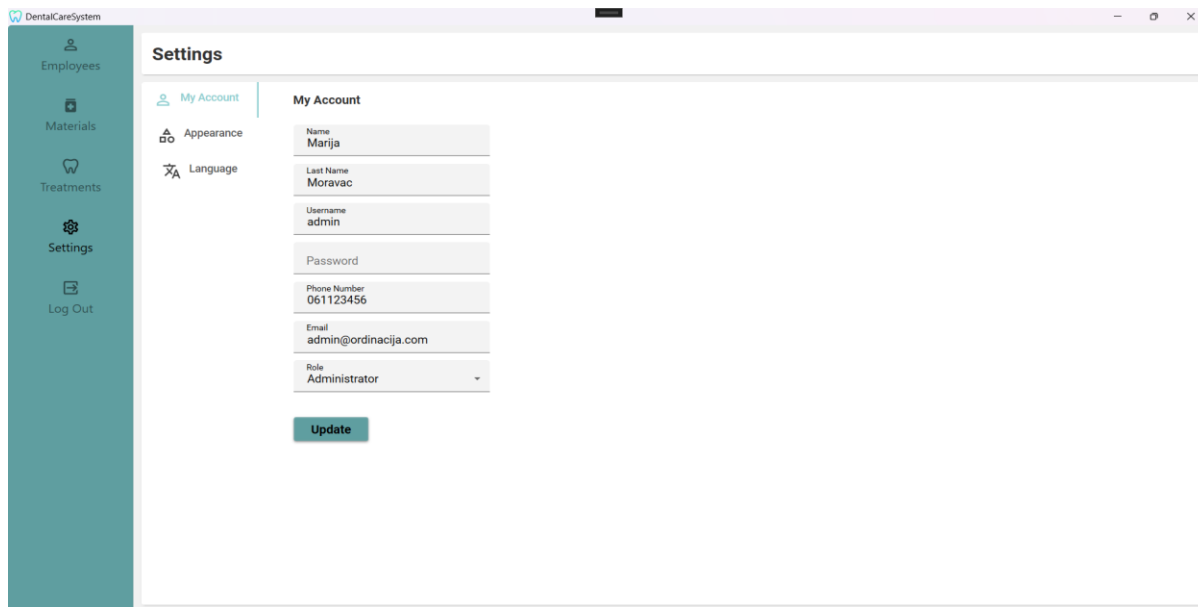 DentalCareSystem
Employees
Materials
Treatments
Settings
Log Out
Settings
My Account
Appearance
Language
My Account
Name
Marija
Last Name
Moravac
Username
admin
Password
Phone Number
061123456
Email
admin@ordinacija.com
Role
Administrator
Update